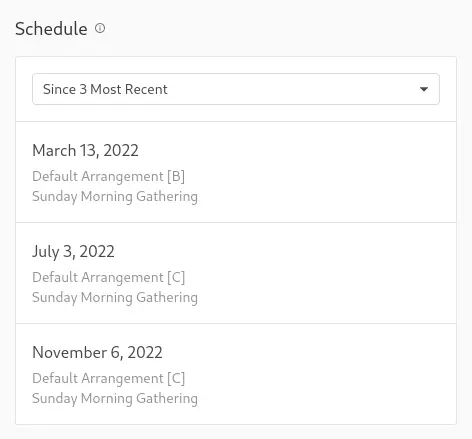 Schedule
Since 3 Most Recent
March 13, 2022
Default Arrangement [B]
Sunday Morning Gathering
July 3, 2022
Default Arrangement [C]
Sunday Morning Gathering
November 6, 2022
Default Arrangement [C]
Sunday Morning Gathering